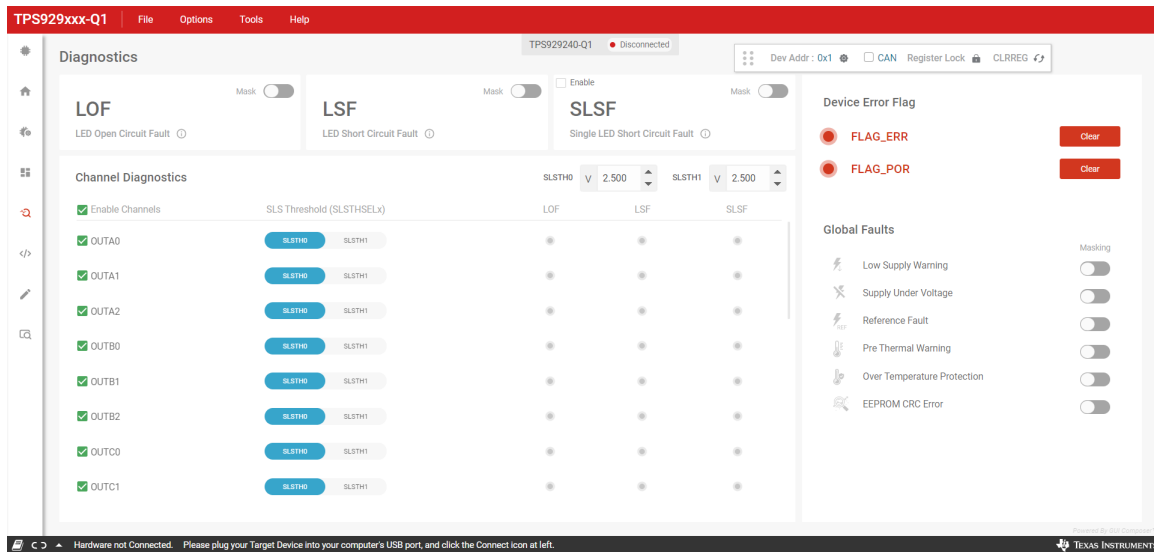 TPS929xxx-Q1 File Options Tools Help
TPS929240-Q1 Disconnected
Diagnostics
Dev Addr : 0x1 CAN Register Lock CLRREG
Mask
LOF
LED Open Circuit Fault
Mask
LSF
LED Short Circuit Fault
Enable
Mask
SLSF
Single LED Short Circuit Fault
Channel Diagnostics
SLSTH0 V 2.500 SLSTH1 V 2.500
Enable Channels SLS Threshold (SLSTHSELx) LOF LSF SLSF
OUTA0 SLSTH0 SLSTH1
OUTA1 SLSTH0 SLSTH1
OUTA2 SLSTH0 SLSTH1
OUTB0 SLSTH0 SLSTH1
OUTB1 SLSTH0 SLSTH1
OUTB2 SLSTH0 SLSTH1
OUTC0 SLSTH0 SLSTH1
OUTC1 SLSTH0 SLSTH1
Device Error Flag
FLAG_ERR Clear
FLAG_POR Clear
Global Faults
Masking
Low Supply Warning
Supply Under Voltage
REF Reference Fault
Pre Thermal Warning
Over Temperature Protection
EEPROM CRC Error
Powered By GUI Composer
Hardware not Connected. Please plug your Target Device into your computer's USB port, and click the Connect icon at left.
TEXAS INSTRUMENTS